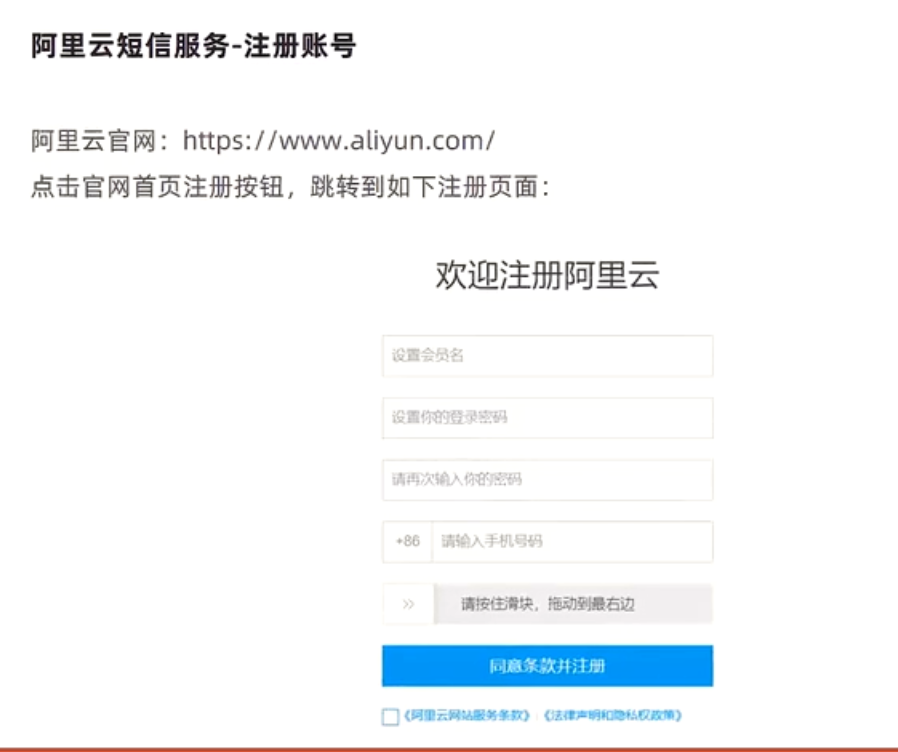 阿里云短信服务-注册账号
阿里云官网：https://www.aliyun.com/
点击官网首页注册按钮，跳转到如下注册页面：
欢迎注册阿里云
设置会员名
设置你的登录密码
请再次输入你的密码
+86 请输入手机号码
>> 请按住滑块，拖动到最右边
同意条款并注册
《阿里云网站服务条款》 《法律声明和隐私权政策》